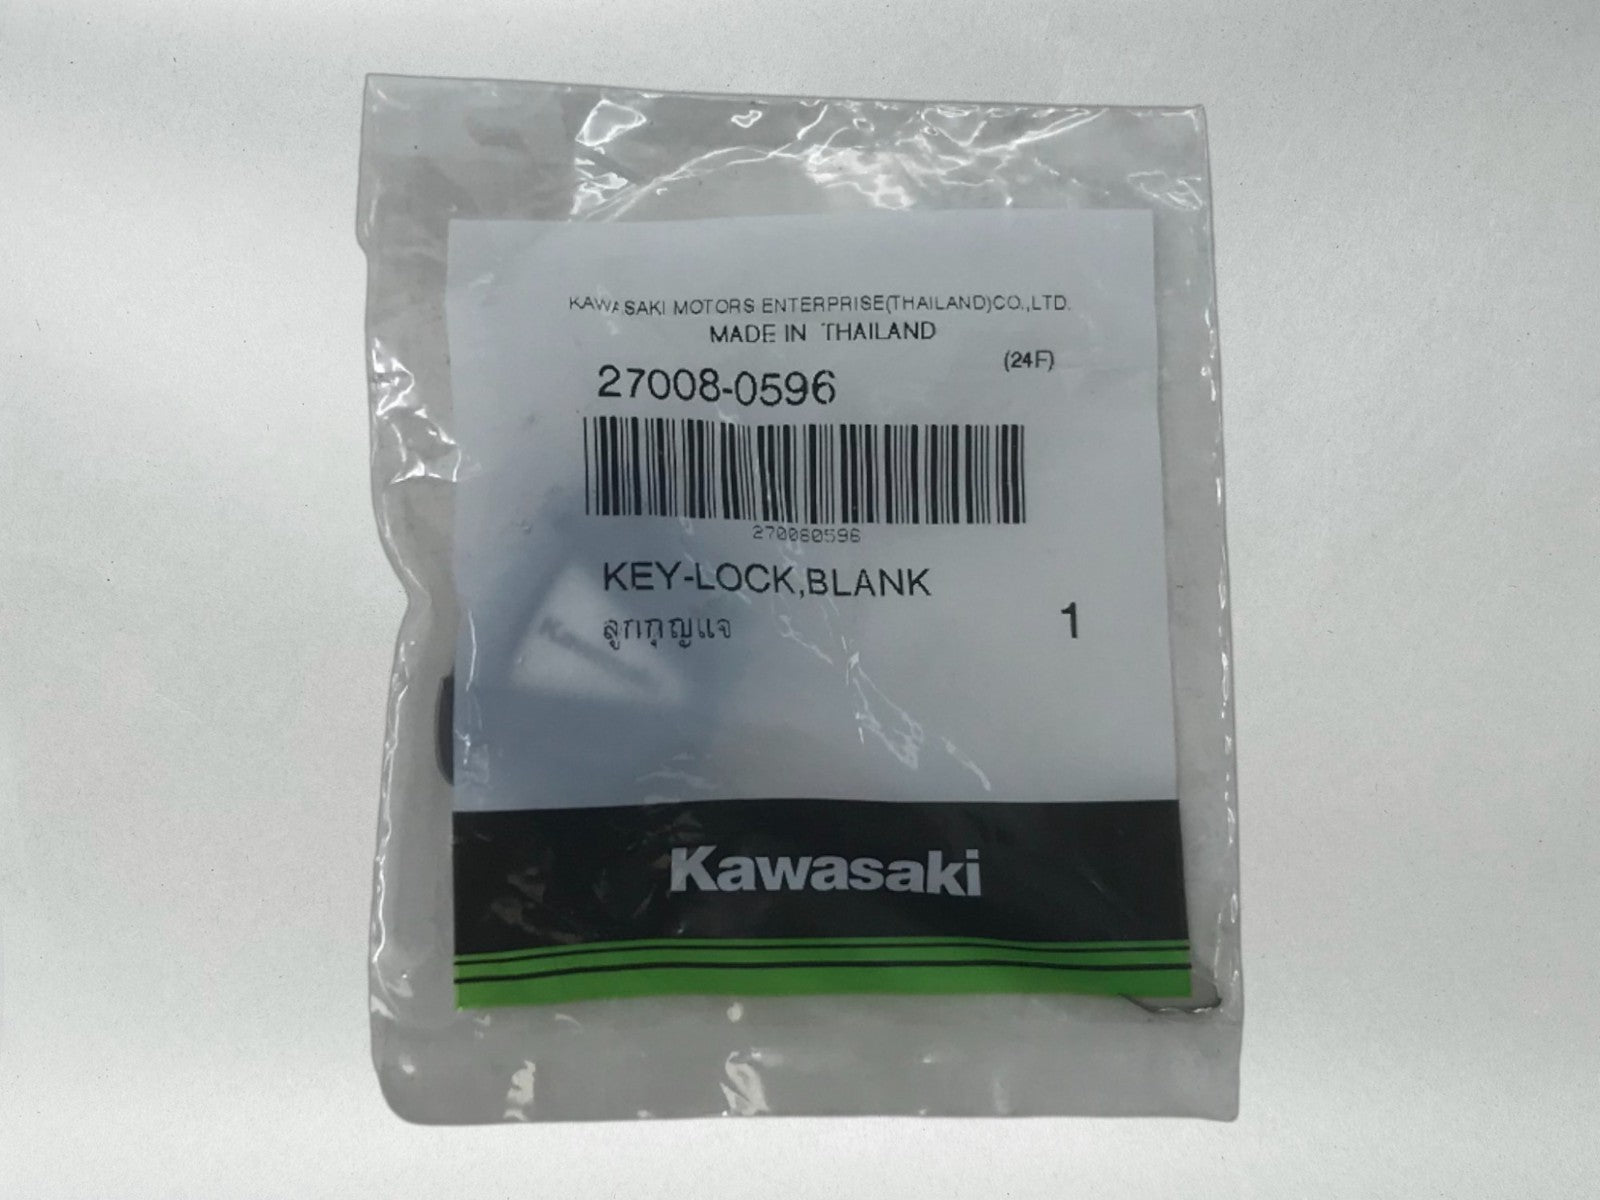 KAWASAKI MOTORS ENTERPRISE(THAILAND)CO.,LTD.
MADE IN THAILAND
(24F)
27008-0596
270080596
KEY-LOCK,BLANK
ลูกกุญแจ
1
Kawasaki
Kawasaki